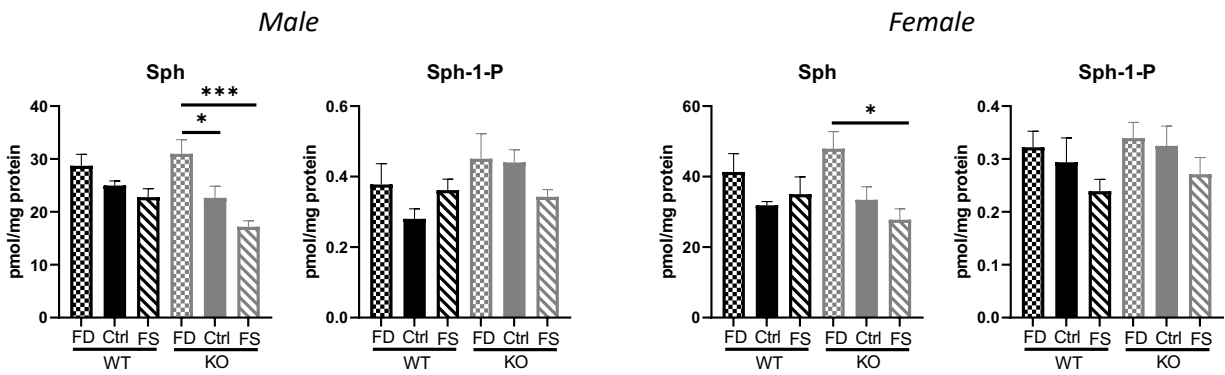 Male
Female
Sph
Sph-1-P
Sph
Sph-1-P
pmol/mg protein
40
30
20
10
0
***
*
FD Ctrl FS FD Ctrl FS
WT KO
0.6
0.4
0.2
0.0
FD Ctrl FS FD Ctrl FS
WT KO
pmol/mg protein
60
40
20
0
*
FD Ctrl FS FD Ctrl FS
WT KO
pmol/mg protein
0.4
0.3
0.2
0.1
0.0
FD Ctrl FS FD Ctrl FS
WT KO
pmol/mg protein